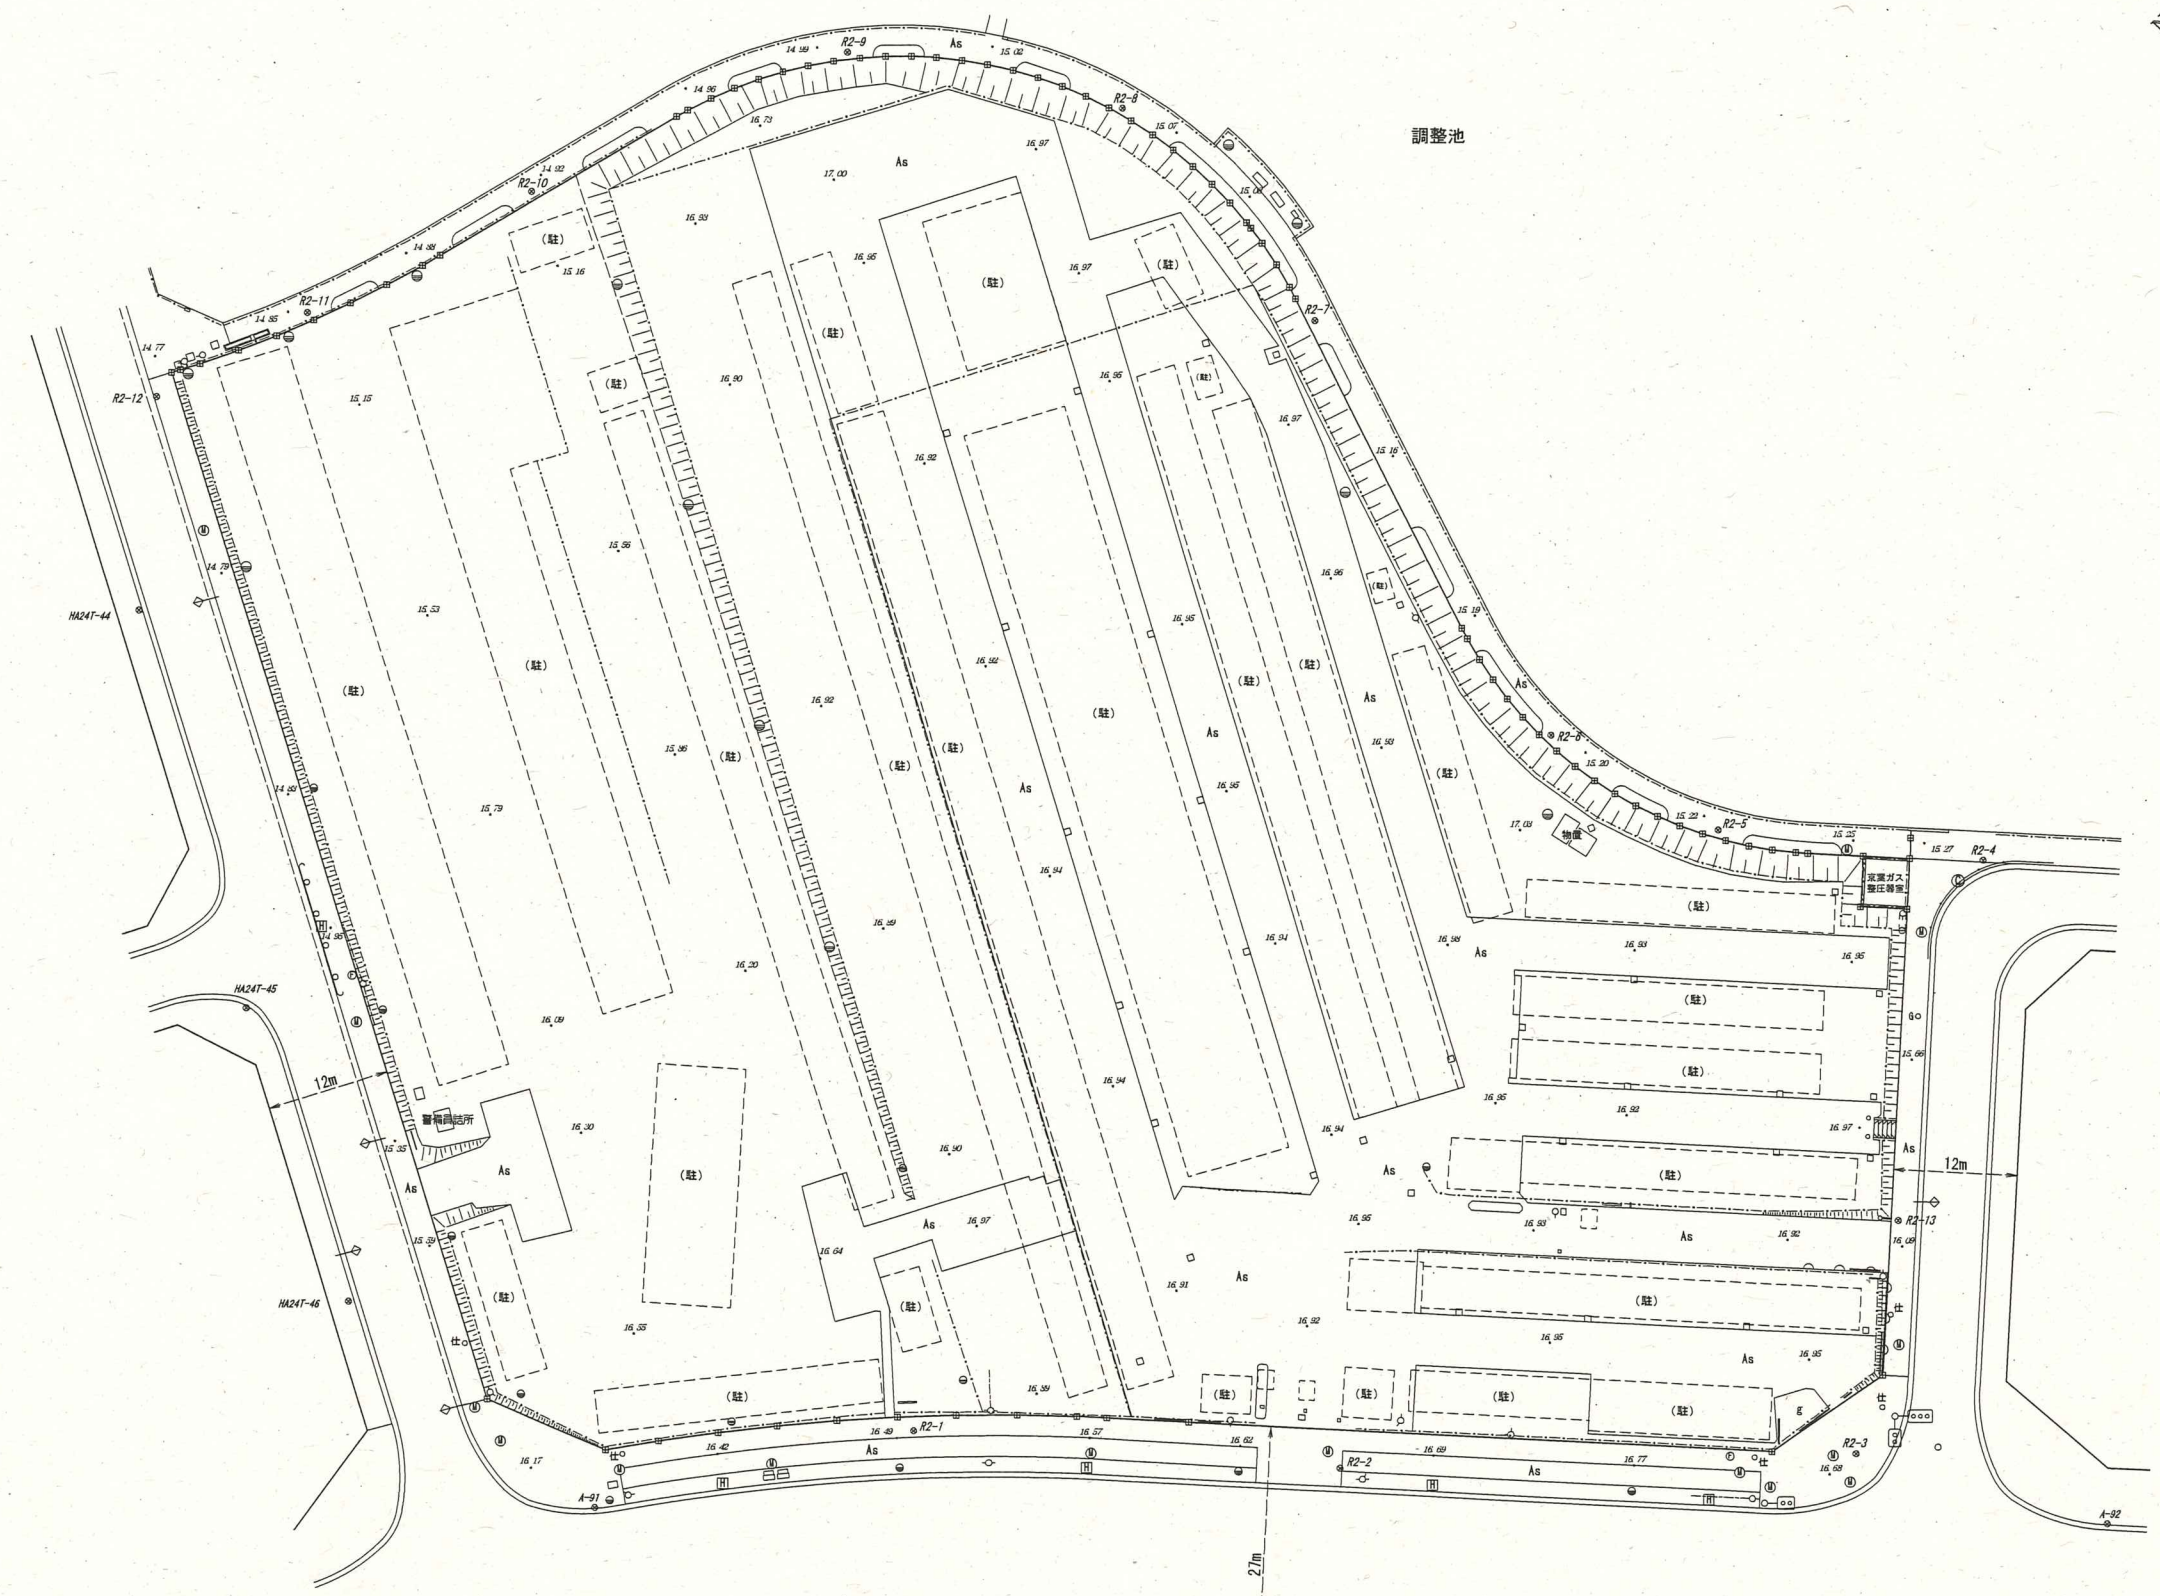 R2-9
As
14.99
15.02
14.96
R2-8
16.73
15.07
調整池
16.97
As
14.92
17.00
R2-10
15.08
16.93
(駐)
14.88
16.95
15.16
16.97
(駐)
(駐)
R2-11
14.85
R2-7
(駐)
14.77
16.90
16.95
(駐)
(駐)
R2-12
15.15
16.97
16.92
15.16
15.56
14.79
16.96
(駐)
HA24T-44
15.53
16.95
15.19
(駐)
16.92
(駐)
(駐)
(駐)
As
As
16.92
(駐)
As
R2-6
15.86
(駐)
(駐)
16.93
(駐)
15.20
(駐)
As
16.95
14.93
15.79
15.22
R2-5
17.03
物置
15.25
15.27
R2-4
16.94
京葉ガス
整圧器室
(駐)
16.89
14.95
H
16.94
16.98
16.93
16.95
As
16.20
HA24T-45
(駐)
16.09
G
15.66
12m
(駐)
16.94
16.95
16.92
警備員詰所
16.30
16.94
16.97
15.35
16.90
As
As
As
(駐)
(駐)
12m
As
16.97
As
16.95
16.93
R2-13
15.59
16.64
As
16.92
16.09
As
16.91
(駐)
HA24T-46
(駐)
(駐)
仕
16.55
16.92
仕
16.95
As
16.95
(駐)
16.59
(駐)
(駐)
(駐)
(駐)
g
仕
R2-1
16.49
16.57
16.62
16.42
As
仕
16.69
16.77
仕
R2-3
16.17
R2-2
As
16.68
H
H
H
H
A-91
A-92
27m